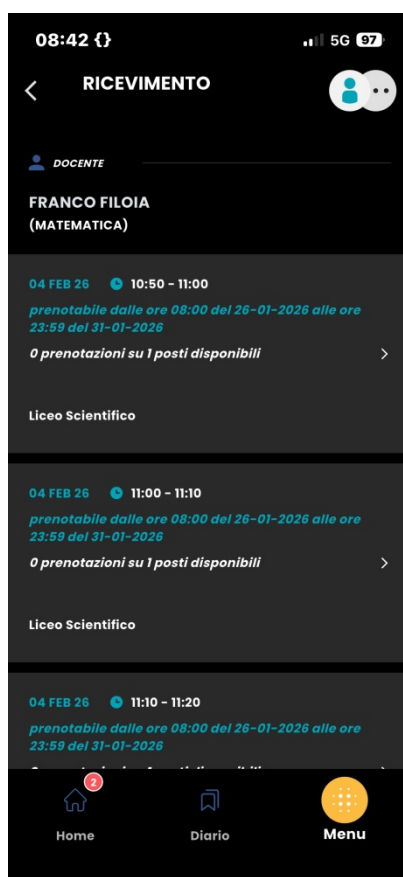 08:42 {}
5G 97
RICEVIMENTO
DOCENTE
FRANCO FILOIA
(MATEMATICA)
04 FEB 26 10:50 - 11:00
prenotabile dalle ore 08:00 del 26-01-2026 alle ore
23:59 del 31-01-2026
0 prenotazioni su 1 posti disponibili
Liceo Scientifico
04 FEB 26 11:00 - 11:10
prenotabile dalle ore 08:00 del 26-01-2026 alle ore
23:59 del 31-01-2026
0 prenotazioni su 1 posti disponibili
Liceo Scientifico
04 FEB 26 11:10 - 11:20
prenotabile dalle ore 08:00 del 26-01-2026 alle ore
23:59 del 31-01-2026
2
Home
Diario
Menu